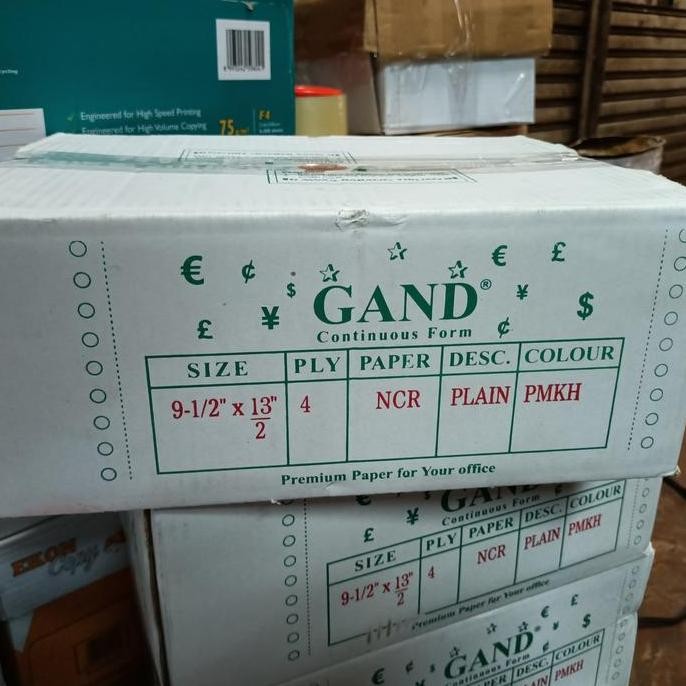 Engineered for High Speed Printing
Engineered for High Volume Copying
75
F4
€ ¢ $ € £
£ ¥ ¥ $
GAND®
Continuous Form ¢
SIZE PLY PAPER DESC. COLOUR
9-1/2" x 13"/2 4 NCR PLAIN PMKH
Premium Paper for Your office
£ ¥ GAND
Continuous Form
SIZE PLY PAPER DESC. COLOUR
9-1/2" x 13"/2 4 NCR PLAIN PMKH
Premium Paper for Your office
€ £
€ ¢ $ GAND ¥ $
Continuous Form
DESC. COLOUR
PMKH